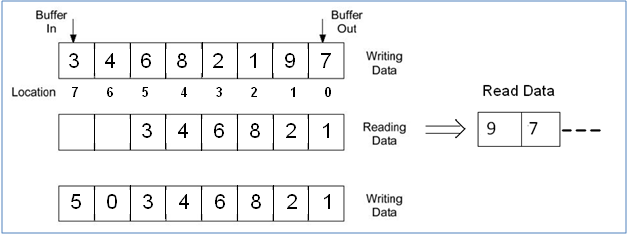 Buffer In
Buffer Out
3 4 6 8 2 1 9 7
Writing Data
Location 7 6 5 4 3 2 1 0
Read Data
3 4 6 8 2 1
Reading Data
9 7
5 0 3 4 6 8 2 1
Writing Data